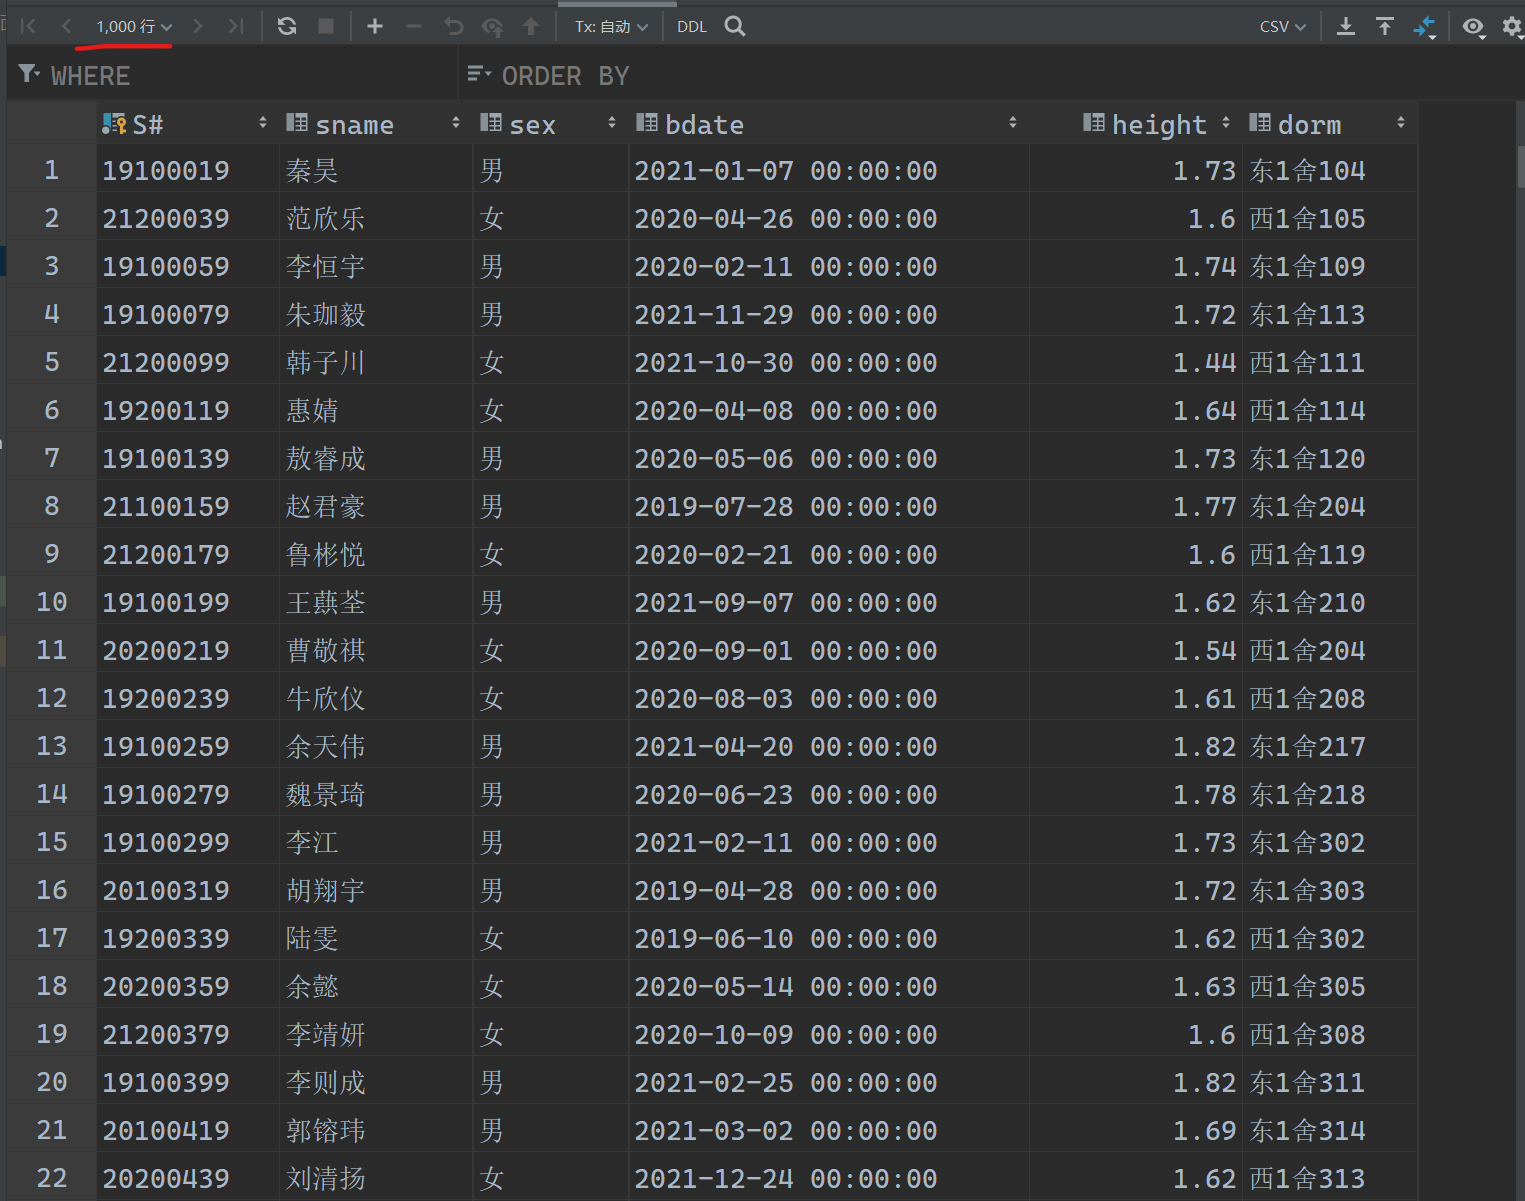 1,000 行 Tx: 自动 DDL CSV
WHERE ORDER BY
S# sname sex bdate height dorm
1 19100019 秦昊 男 2021-01-07 00:00:00 1.73 东1舍104
2 21200039 范欣乐 女 2020-04-26 00:00:00 1.6 西1舍105
3 19100059 李恒宇 男 2020-02-11 00:00:00 1.74 东1舍109
4 19100079 朱珈毅 男 2021-11-29 00:00:00 1.72 东1舍113
5 21200099 韩子川 女 2021-10-30 00:00:00 1.44 西1舍111
6 19200119 惠婧 女 2020-04-08 00:00:00 1.64 西1舍114
7 19100139 敖睿成 男 2020-05-06 00:00:00 1.73 东1舍120
8 21100159 赵君豪 男 2019-07-28 00:00:00 1.77 东1舍204
9 21200179 鲁彬悦 女 2020-02-21 00:00:00 1.6 西1舍119
10 19100199 王蕻荃 男 2021-09-07 00:00:00 1.62 东1舍210
11 20200219 曹敬祺 女 2020-09-01 00:00:00 1.54 西1舍204
12 19200239 牛欣仪 女 2020-08-03 00:00:00 1.61 西1舍208
13 19100259 余天伟 男 2021-04-20 00:00:00 1.82 东1舍217
14 19100279 魏景琦 男 2020-06-23 00:00:00 1.78 东1舍218
15 19100299 李江 男 2021-02-11 00:00:00 1.73 东1舍302
16 20100319 胡翔宇 男 2019-04-28 00:00:00 1.72 东1舍303
17 19200339 陆雯 女 2019-06-10 00:00:00 1.62 西1舍302
18 20200359 余懿 女 2020-05-14 00:00:00 1.63 西1舍305
19 21200379 李靖妍 女 2020-10-09 00:00:00 1.6 西1舍308
20 19100399 李则成 男 2021-02-25 00:00:00 1.82 东1舍311
21 20100419 郭镕玮 男 2021-03-02 00:00:00 1.69 东1舍314
22 20200439 刘清扬 女 2021-12-24 00:00:00 1.62 西1舍313